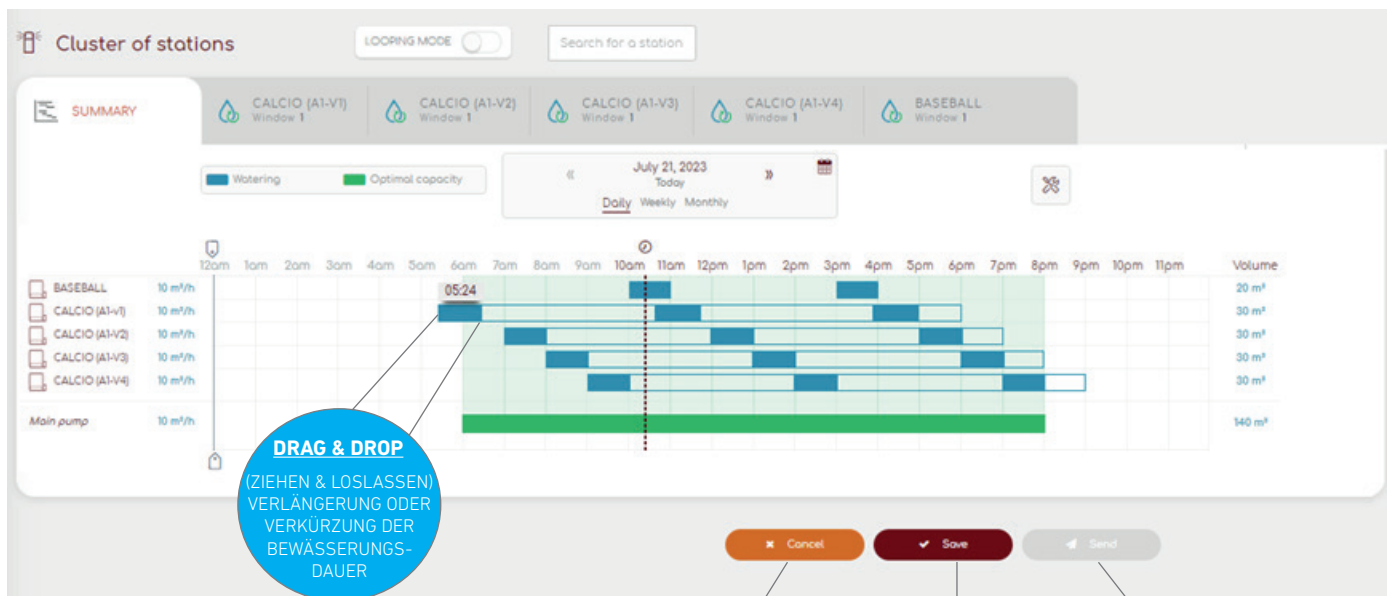 Cluster of stations
LOOPING MODE
Search for a station
SUMMARY
CALCIO (A1-V1)
Window 1
CALCIO (A1-V2)
Window 1
CALCIO (A1-V3)
Window 1
CALCIO (A1-V4)
Window 1
BASEBALL
Window 1
Watering
Optimal capacity
« July 21, 2023 »
Today
Daily Weekly Monthly
12am 1am 2am 3am 4am 5am 6am 7am 8am 9am 10am 11am 12pm 1pm 2pm 3pm 4pm 5pm 6pm 7pm 8pm 9pm 10pm 11pm Volume
BASEBALL 10 m³/h 05:24 20 m³
CALCIO (A1-V1) 10 m³/h 30 m³
CALCIO (A1-V2) 10 m³/h 30 m³
CALCIO (A1-V3) 10 m³/h 30 m³
CALCIO (A1-V4) 10 m³/h 30 m³
Main pump 10 m³/h 140 m³
DRAG & DROP
(ZIEHEN & LOSLASSEN)
VERLÄNGERUNG ODER
VERKÜRZUNG DER
BEWÄSSERUNGS-
DAUER
Cancel
Save
Send